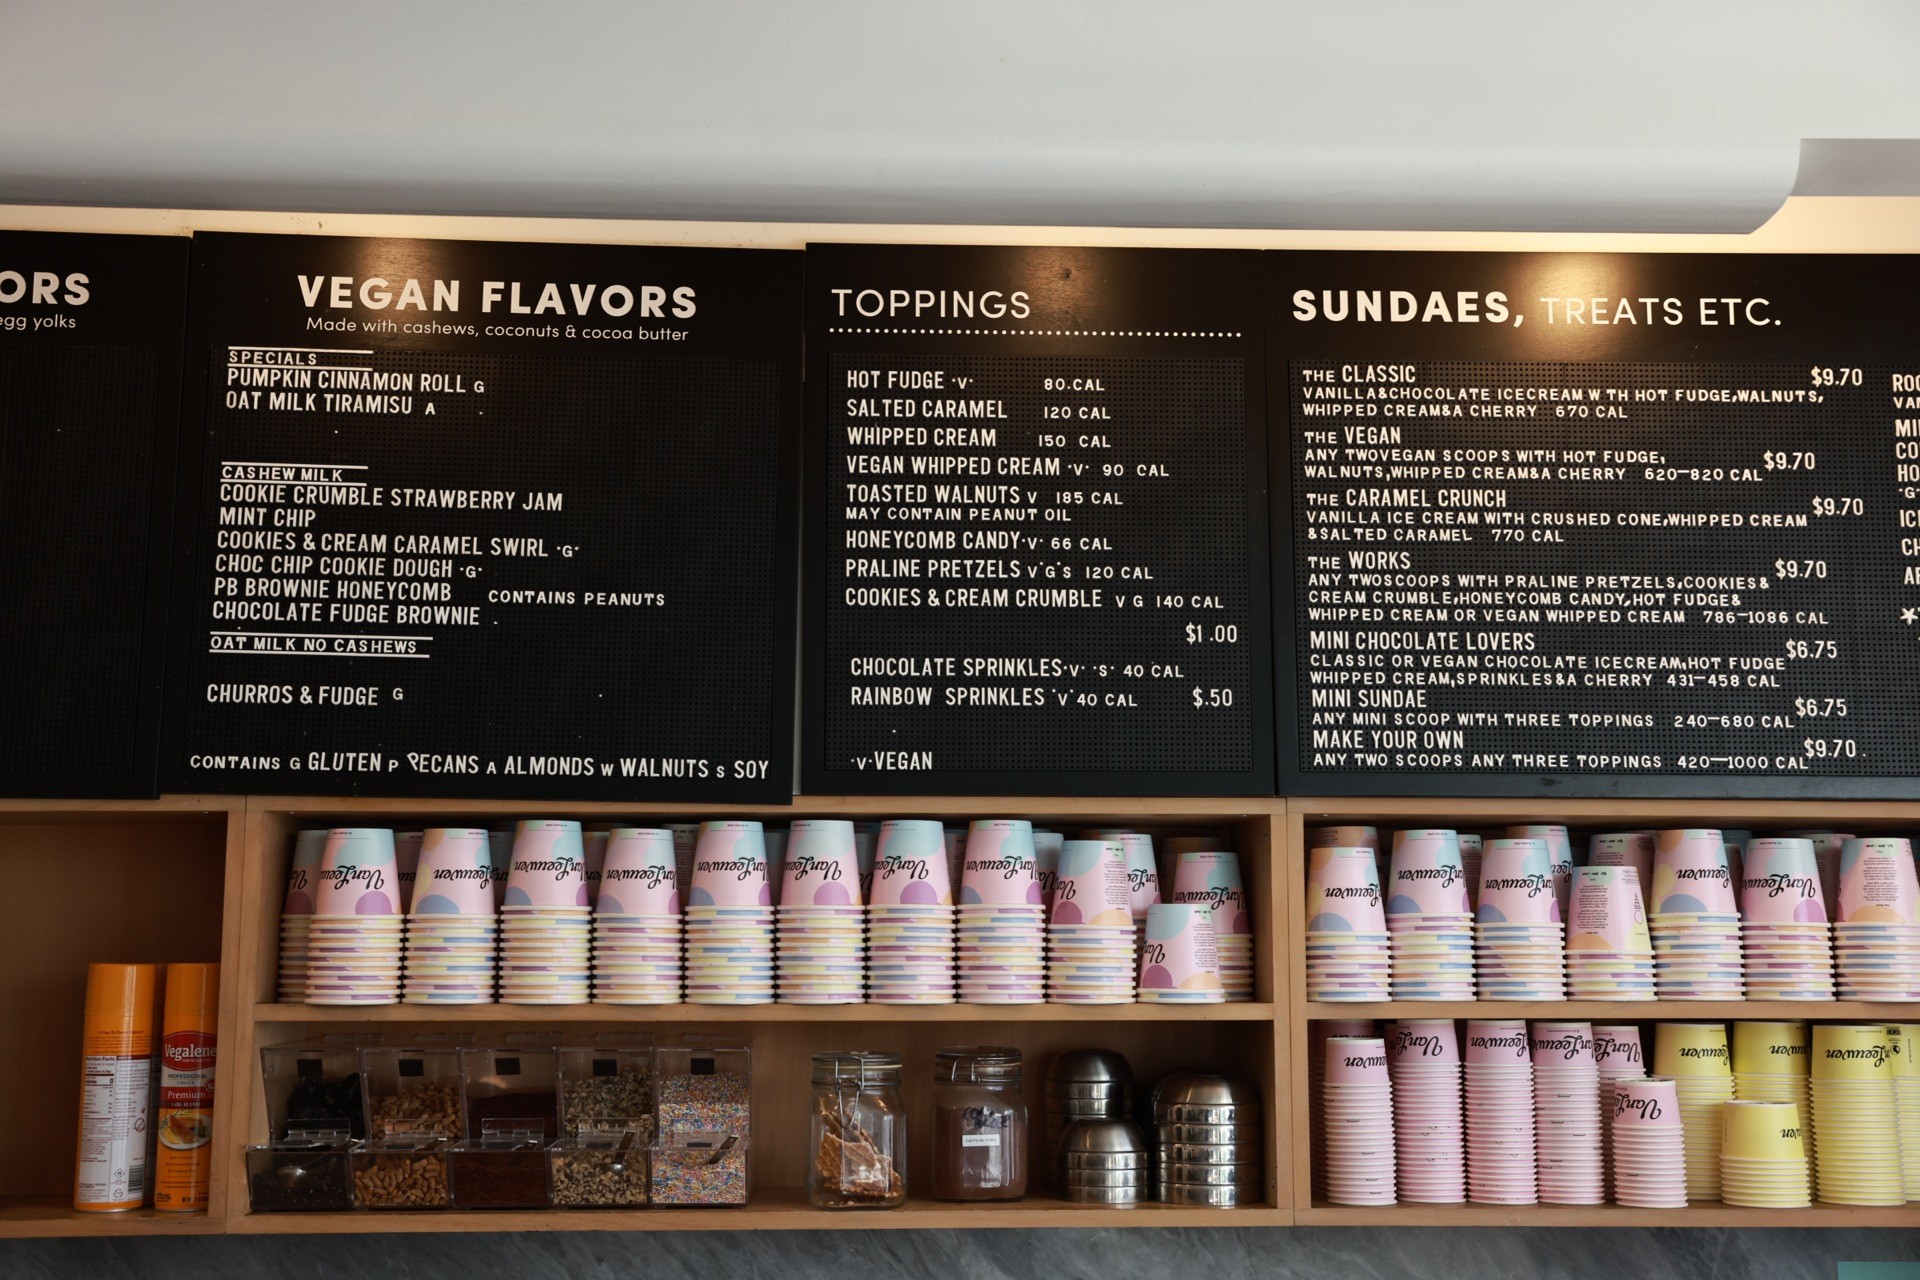 ORS
egg yolks
VEGAN FLAVORS
Made with cashews, coconuts & cocoa butter
SPECIALS
PUMPKIN CINNAMON ROLL G
OAT MILK TIRAMISU A
CASHEW MILK
COOKIE CRUMBLE STRAWBERRY JAM
MINT CHIP
COOKIES & CREAM CARAMEL SWIRL ·G·
CHOC CHIP COOKIE DOUGH ·G·
PB BROWNIE HONEYCOMB CONTAINS PEANUTS
CHOCOLATE FUDGE BROWNIE .
OAT MILK NO CASHEWS
CHURROS & FUDGE G
CONTAINS G GLUTEN P PECANS A ALMONDS W WALNUTS S SOY
TOPPINGS
HOT FUDGE ·V· 80.CAL
SALTED CARAMEL 120 CAL
WHIPPED CREAM 150 CAL
VEGAN WHIPPED CREAM ·V· 90 CAL
TOASTED WALNUTS V 185 CAL
MAY CONTAIN PEANUT OIL
HONEYCOMB CANDY·V· 66 CAL
PRALINE PRETZELS V·G·S 120 CAL
COOKIES & CREAM CRUMBLE V G 140 CAL
$1.00
CHOCOLATE SPRINKLES·V· ·S· 40 CAL
RAINBOW SPRINKLES ·V·40 CAL $.50
·V·VEGAN
SUNDAES, TREATS ETC.
THE CLASSIC $9.70
VANILLA&CHOCOLATE ICECREAM W TH HOT FUDGE,WALNUTS,
WHIPPED CREAM&A CHERRY 670 CAL
THE VEGAN
ANY TWOVEGAN SCOOPS WITH HOT FUDGE, $9.70
WALNUTS,WHIPPED CREAM&A CHERRY 620—820 CAL
THE CARAMEL CRUNCH $9.70
VANILLA ICE CREAM WITH CRUSHED CONE,WHIPPED CREAM
&SALTED CARAMEL 770 CAL
THE WORKS $9.70
ANY TWOSCOOPS WITH PRALINE PRETZELS,COOKIES&
CREAM CRUMBLE,HONEYCOMB CANDY,HOT FUDGE&
WHIPPED CREAM OR VEGAN WHIPPED CREAM 786—1086 CAL
MINI CHOCOLATE LOVERS $6.75
CLASSIC OR VEGAN CHOCOLATE ICECREAM,HOT FUDGE
WHIPPED CREAM,SPRINKLES&A CHERRY 431—458 CAL
MINI SUNDAE $6.75
ANY MINI SCOOP WITH THREE TOPPINGS 240—680 CAL
MAKE YOUR OWN $9.70.
ANY TWO SCOOPS ANY THREE TOPPINGS 420—1000 CAL
Van Leeuwen
Vegalene
PROFESSIONAL
Premium